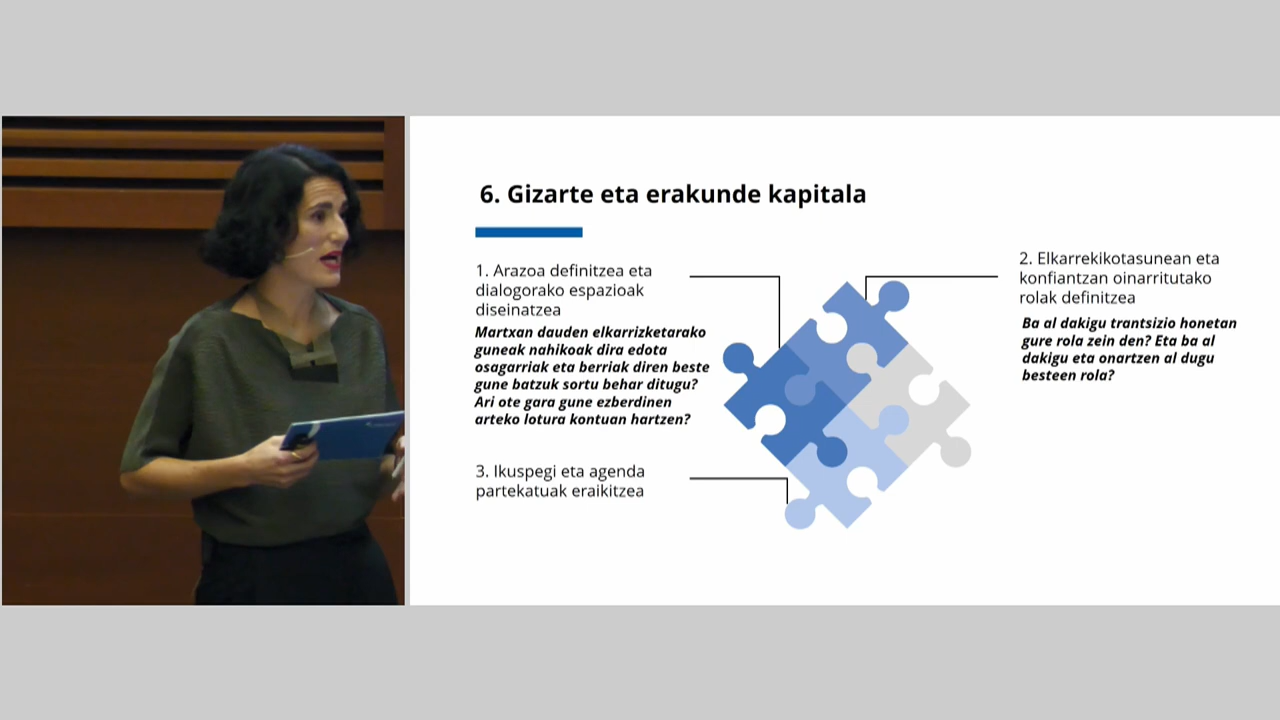 6. Gizarte eta erakunde kapitala
1. Arazoa definitzea eta
dialogorako espazioak
diseinatzea
Martxan dauden elkarrizketarako
guneak nahikoak dira edota
osagarriak eta berriak diren beste
gune batzuk sortu behar ditugu?
Ari ote gara gune ezberdinen
arteko lotura kontuan hartzen?
2. Elkarrekikotasunean eta
konfiantzan oinarritutako
rolak definitzea
Ba al dakigu trantsizio honetan
gure rola zein den? Eta ba al
dakigu eta onartzen al dugu
besteen rola?
3. Ikuspegi eta agenda
partekatuak eraikitzea